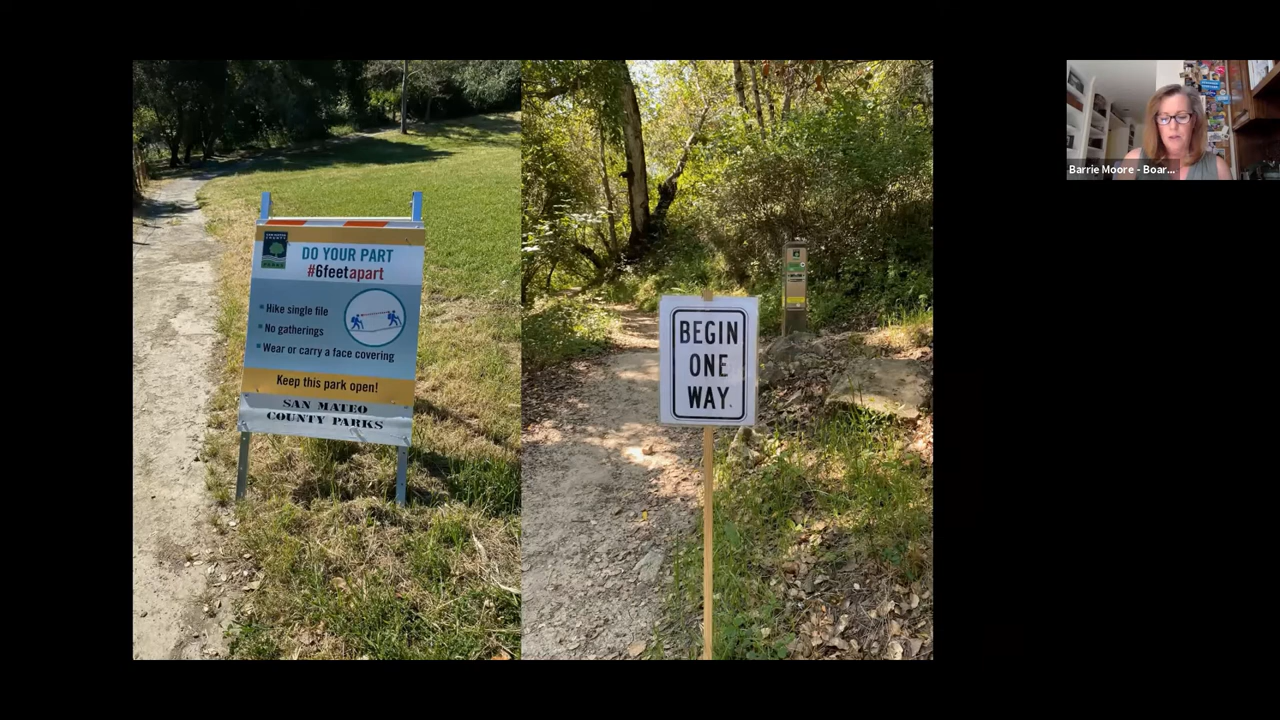 DO YOUR PART
#6feetapart
* Hike single file
* No gatherings
* Wear or carry a face covering
Keep this park open!
SAN MATEO
COUNTY PARKS
BEGIN
ONE
WAY
Barrie Moore - Boar...